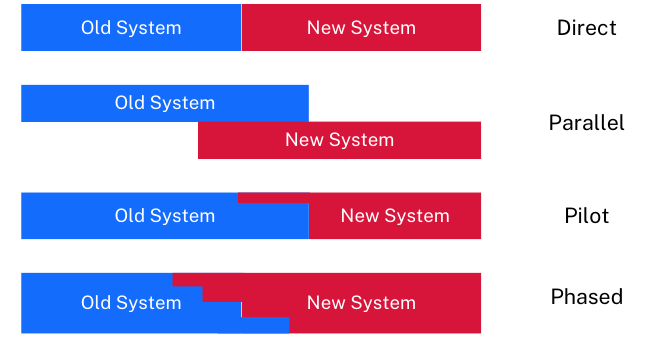 Old System New System Direct
Old System
New System
Parallel
Old System New System Pilot
Old System New System Phased